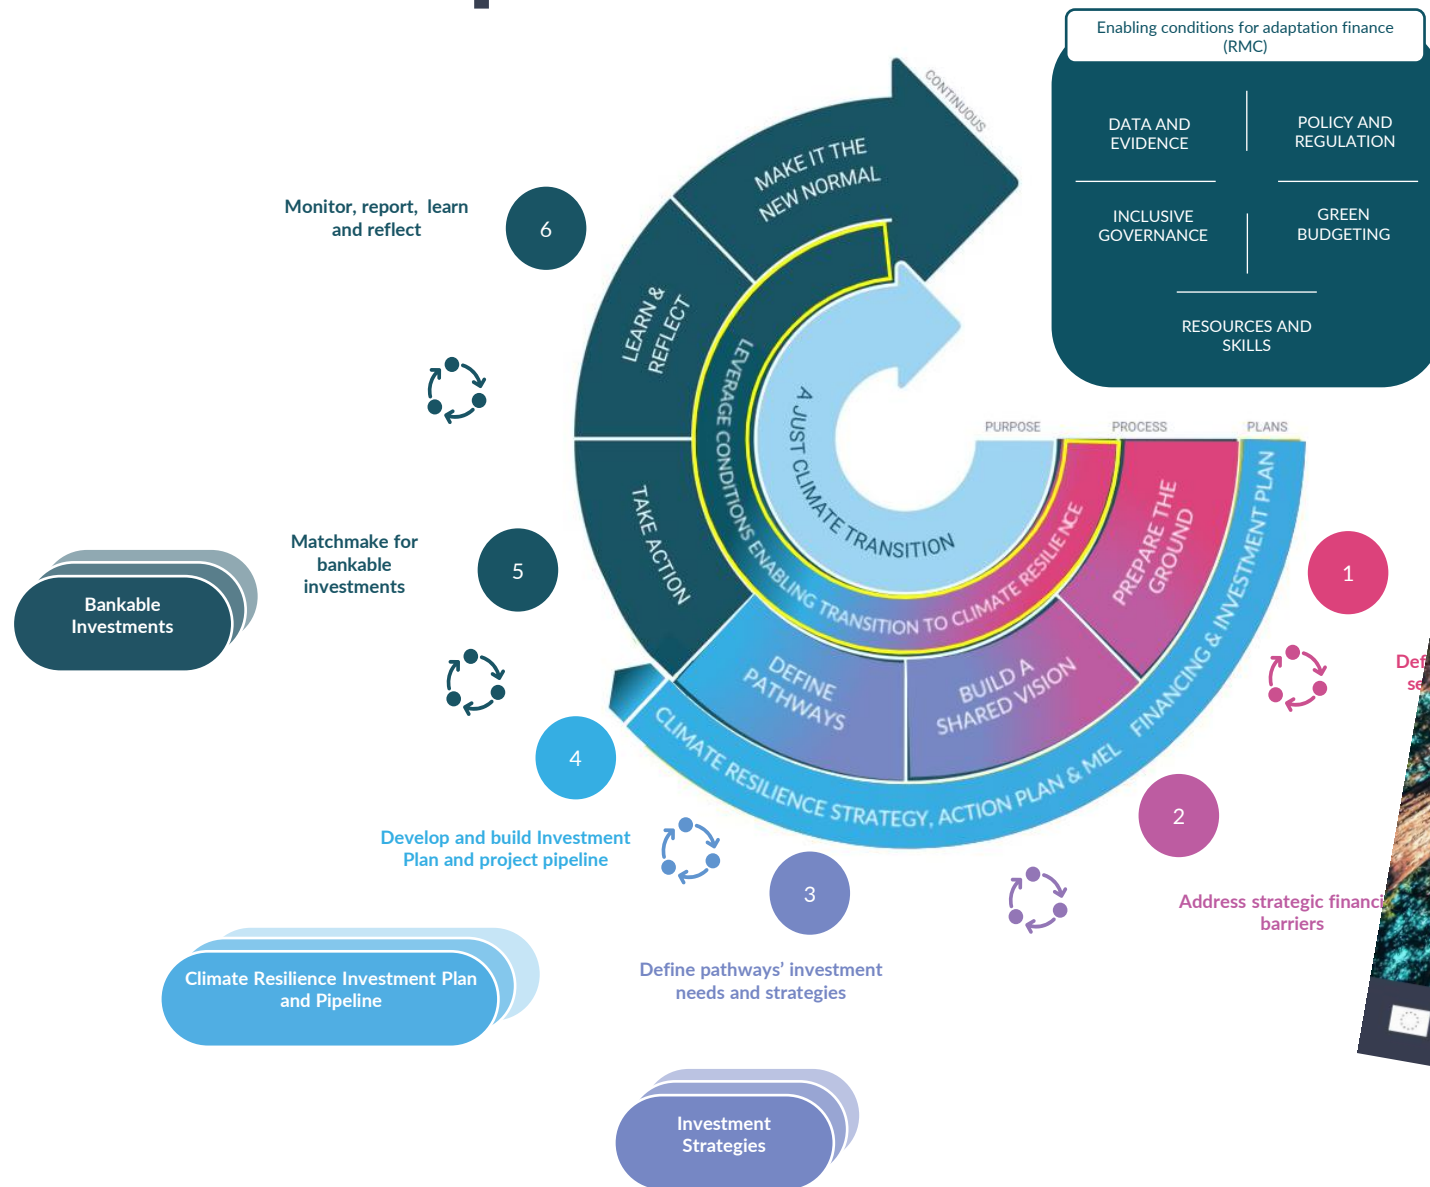 Enabling conditions for adaptation finance
(RMC)
DATA AND
EVIDENCE
POLICY AND
REGULATION
INCLUSIVE
GOVERNANCE
GREEN
BUDGETING
RESOURCES AND
SKILLS
CONTINUOUS
MAKE IT THE
NEW NORMAL
LEARN &
REFLECT
TAKE ACTION
DEFINE
PATHWAYS
BUILD A
SHARED VISION
PREPARE THE
GROUND
LEVERAGE CONDITIONS ENABLING TRANSITION TO CLIMATE RESILIENCE
A JUST CLIMATE TRANSITION
PURPOSE
PROCESS
PLANS
CLIMATE RESILIENCE STRATEGY, ACTION PLAN & MEL
FINANCING & INVESTMENT PLAN
1
2
Address strategic
barriers
3
Define pathways’ investment
needs and strategies
Investment
Strategies
4
Develop and build Investment
Plan and project pipeline
Climate Resilience Investment Plan
and Pipeline
5
Matchmake for
bankable
investments
Bankable
Investments
6
Monitor, report, learn
and reflect